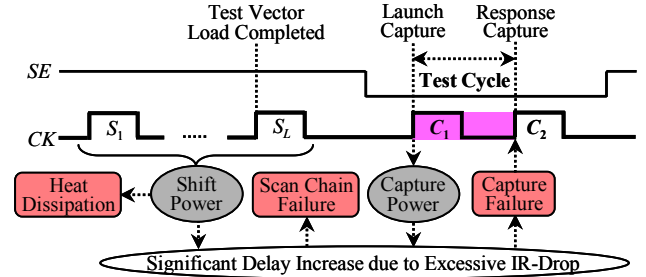 Test Vector
Load Completed
Launch
Capture
Response
Capture
SE
Test Cycle
CK
S1
......
SL
C1
C2
Heat
Dissipation
Shift
Power
Scan Chain
Failure
Capture
Power
Capture
Failure
Significant Delay Increase due to Excessive IR-Drop